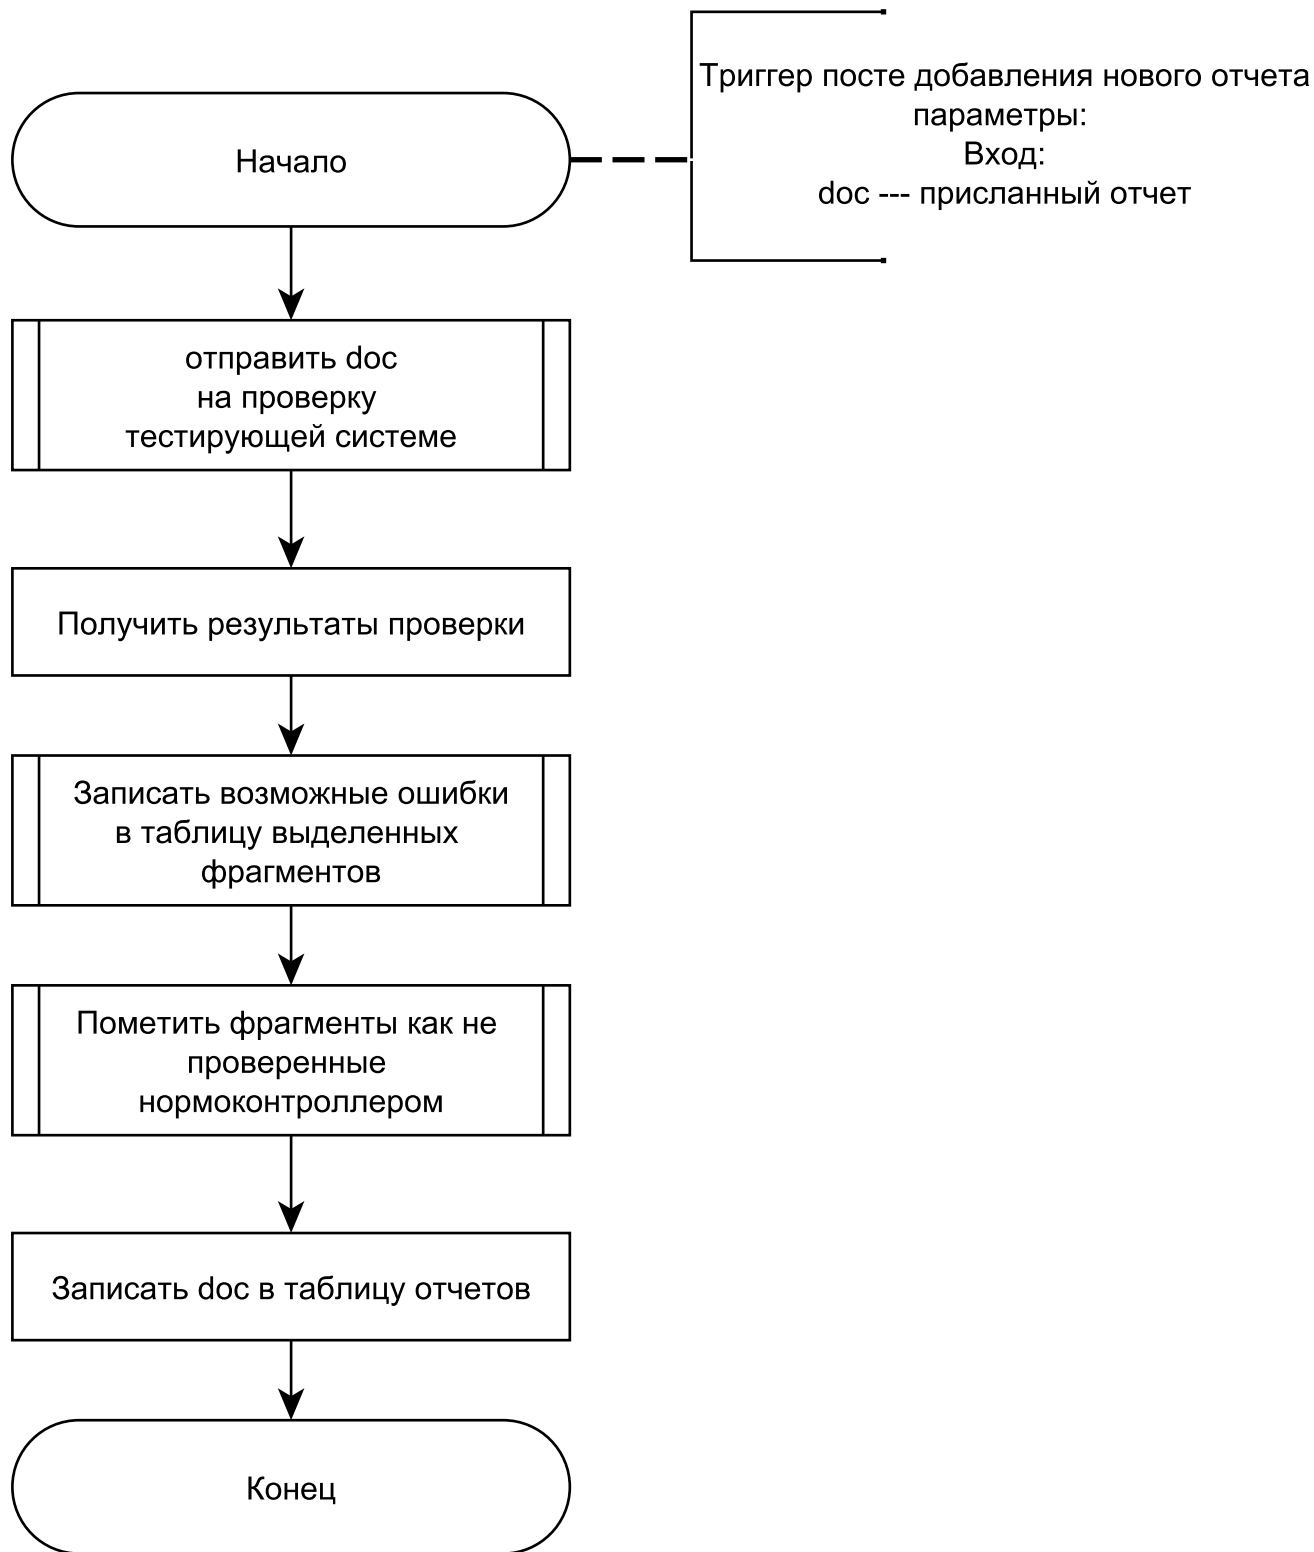 Триггер посте добавления нового отчета
параметры:
Вход:
doc --- присланный отчет
Начало
отправить doc
на проверку
тестирующей системе
Получить результаты проверки
Записать возможные ошибки
в таблицу выделенных
фрагментов
Пометить фрагменты как не
проверенные
нормоконтроллером
Записать doc в таблицу отчетов
Конец